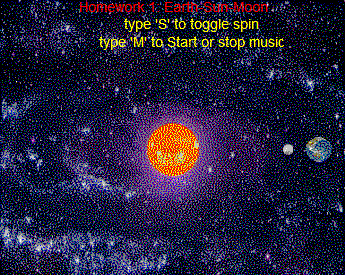 Homework 1: Earth-Sun-Moon
type 'S' to toggle spin
type 'M' to Start or stop music